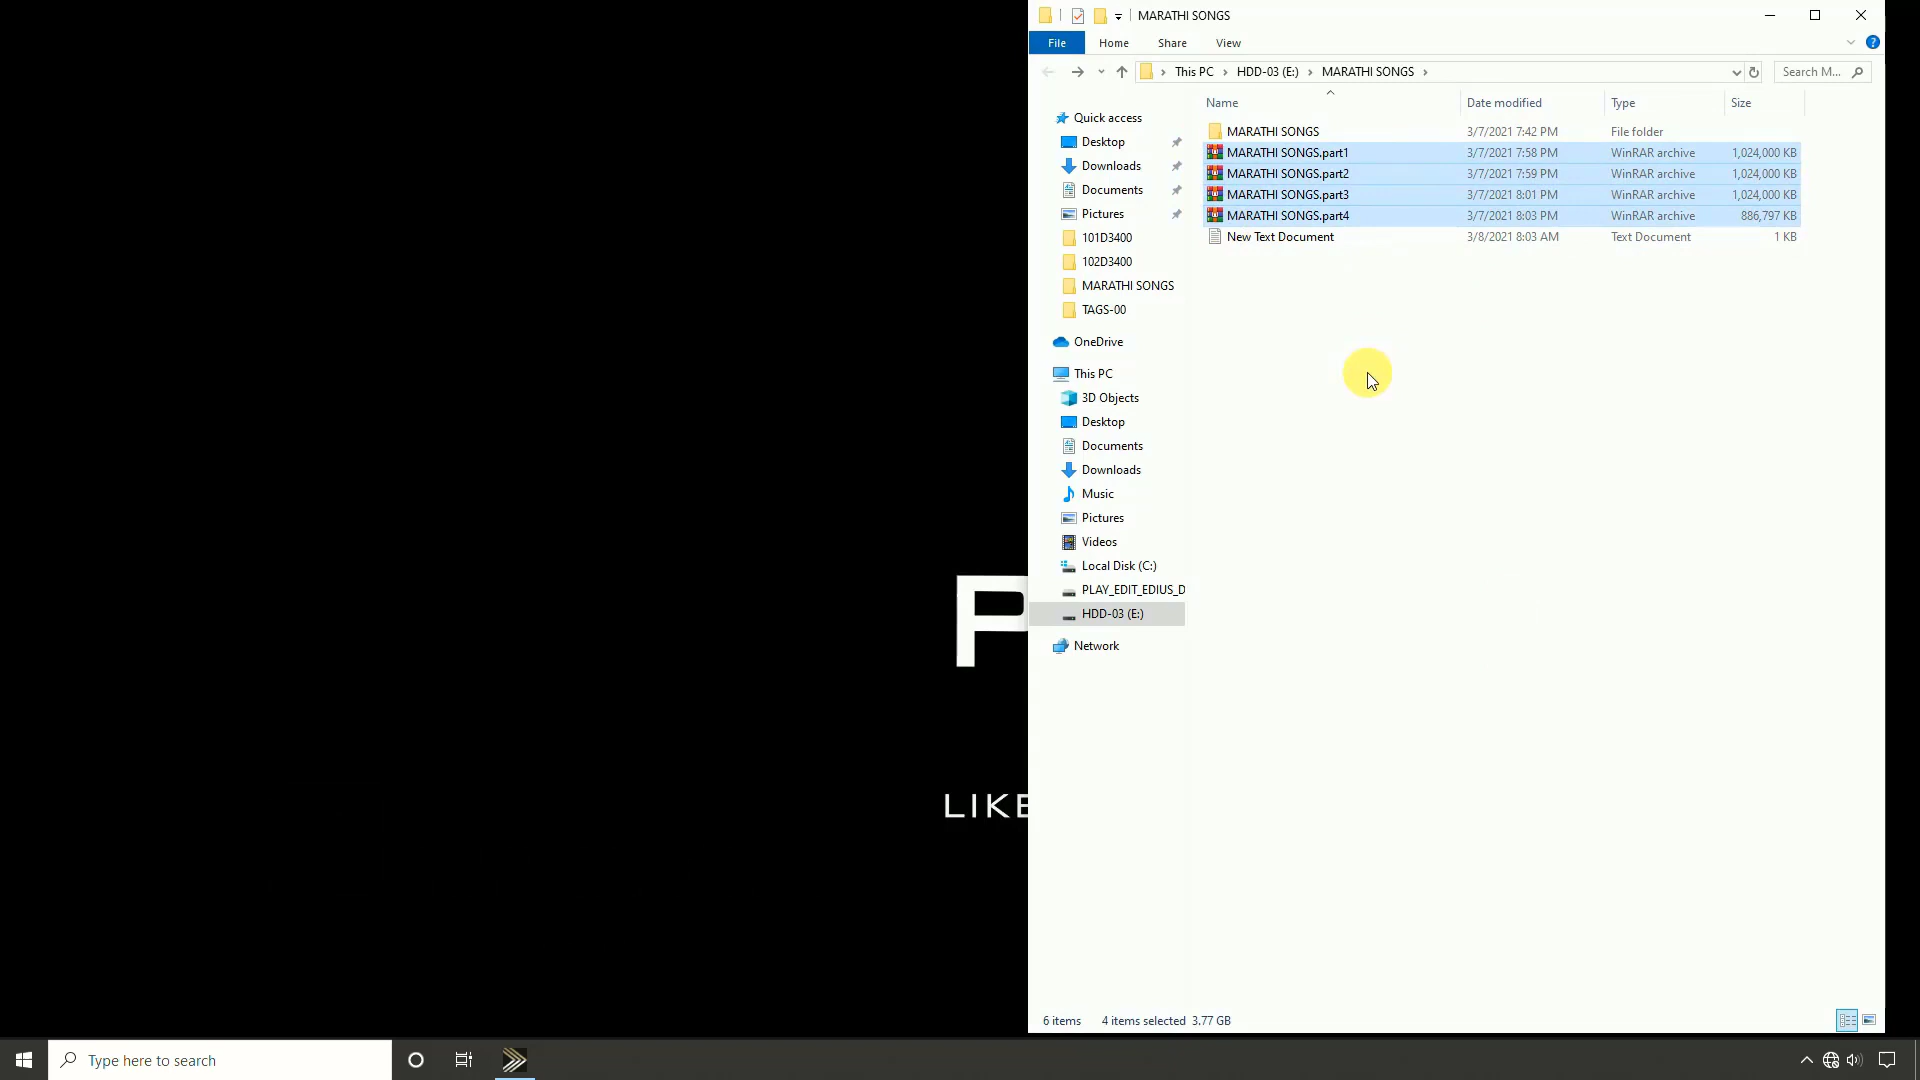 MARATHI SONGS
File Home Share View
This PC HDD-03 (E:) MARATHI SONGS Search M...
Name Date modified Type Size
MARATHI SONGS 3/7/2021 7:42 PM File folder
MARATHI SONGS.part1 3/7/2021 7:58 PM WinRAR archive 1,024,000 KB
MARATHI SONGS.part2 3/7/2021 7:59 PM WinRAR archive 1,024,000 KB
MARATHI SONGS.part3 3/7/2021 8:01 PM WinRAR archive 1,024,000 KB
MARATHI SONGS.part4 3/7/2021 8:03 PM WinRAR archive 886,797 KB
New Text Document 3/8/2021 8:03 AM Text Document 1 KB
Quick access
Desktop
Downloads
Documents
Pictures
101D3400
102D3400
MARATHI SONGS
TAGS-00
OneDrive
This PC
3D Objects
Desktop
Documents
Downloads
Music
Pictures
Videos
Local Disk (C:)
PLAY_EDIT_EDIUS_D
HDD-03 (E:)
Network
P
LIKE
6 items 4 items selected 3.77 GB
Type here to search